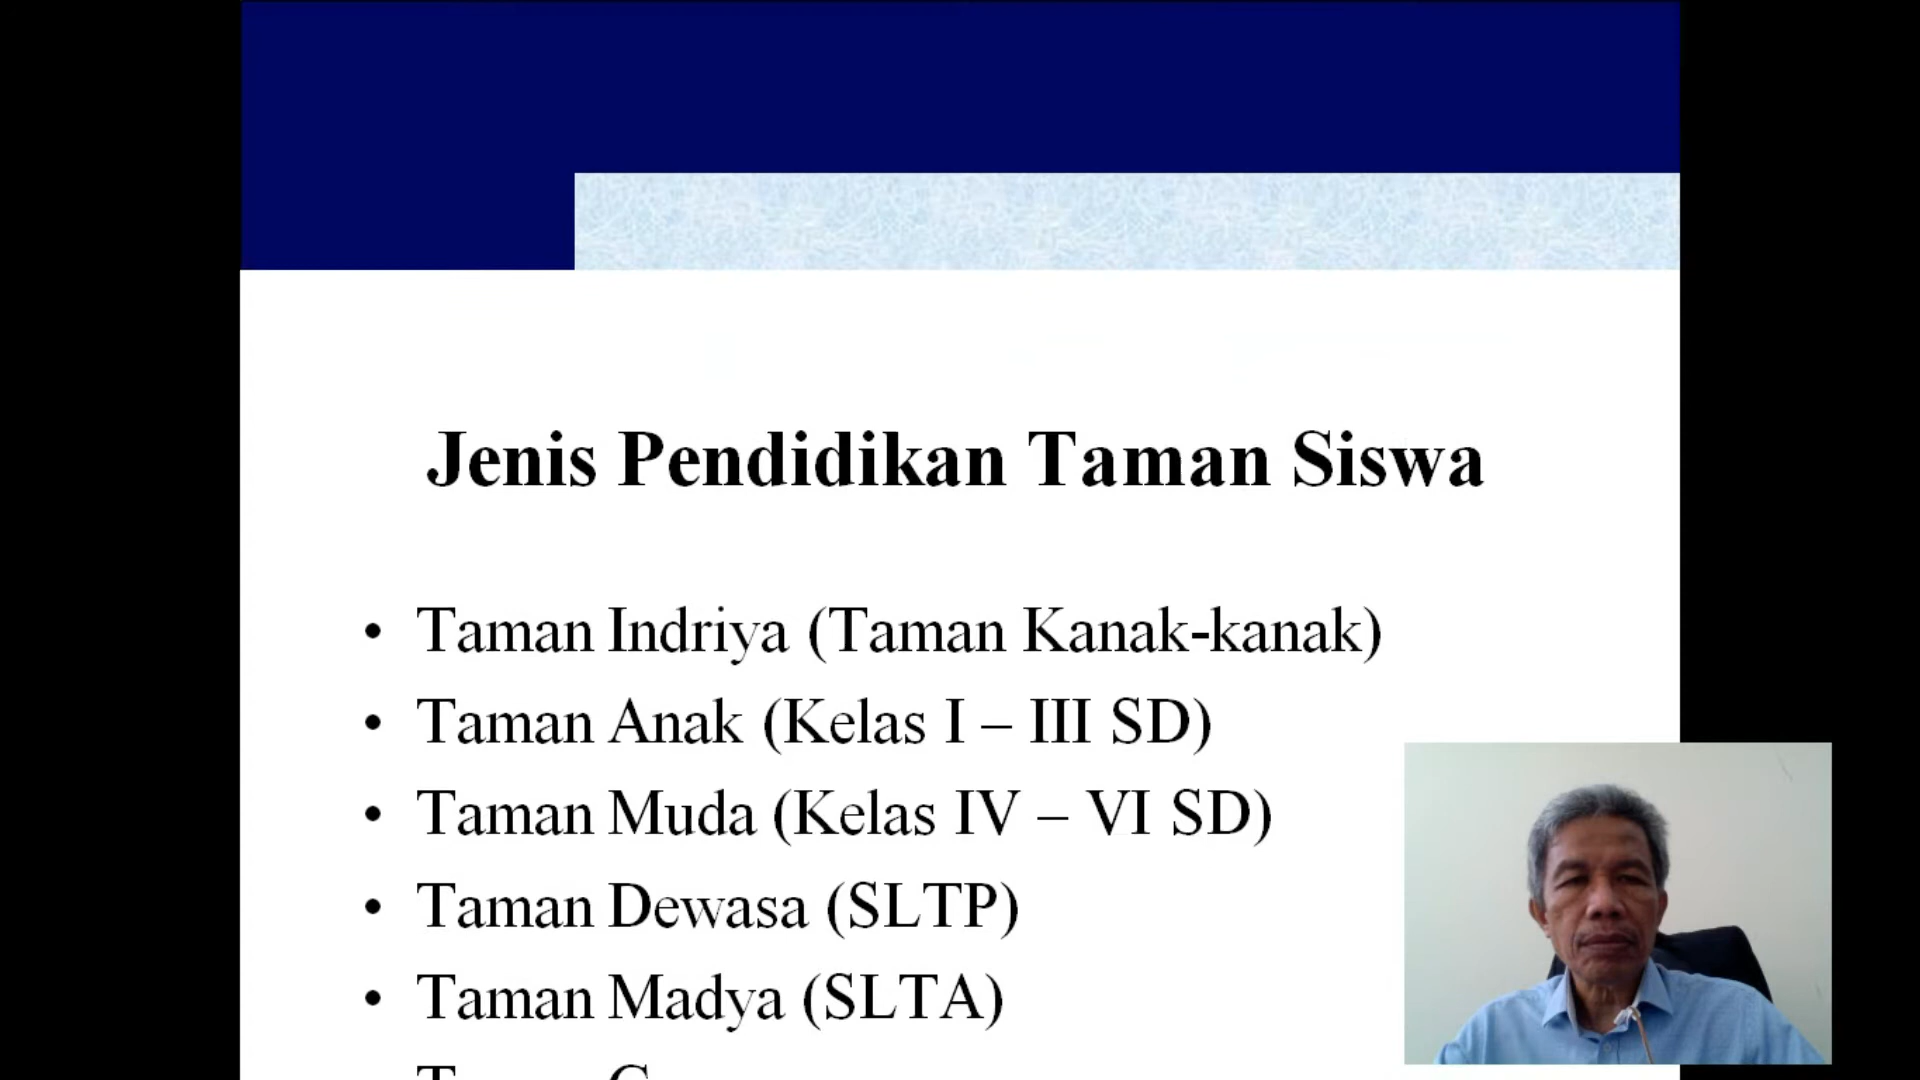 Jenis Pendidikan Taman Siswa
• Taman Indriya (Taman Kanak-kanak)
• Taman Anak (Kelas I – III SD)
• Taman Muda (Kelas IV – VI SD)
• Taman Dewasa (SLTP)
• Taman Madya (SLTA)